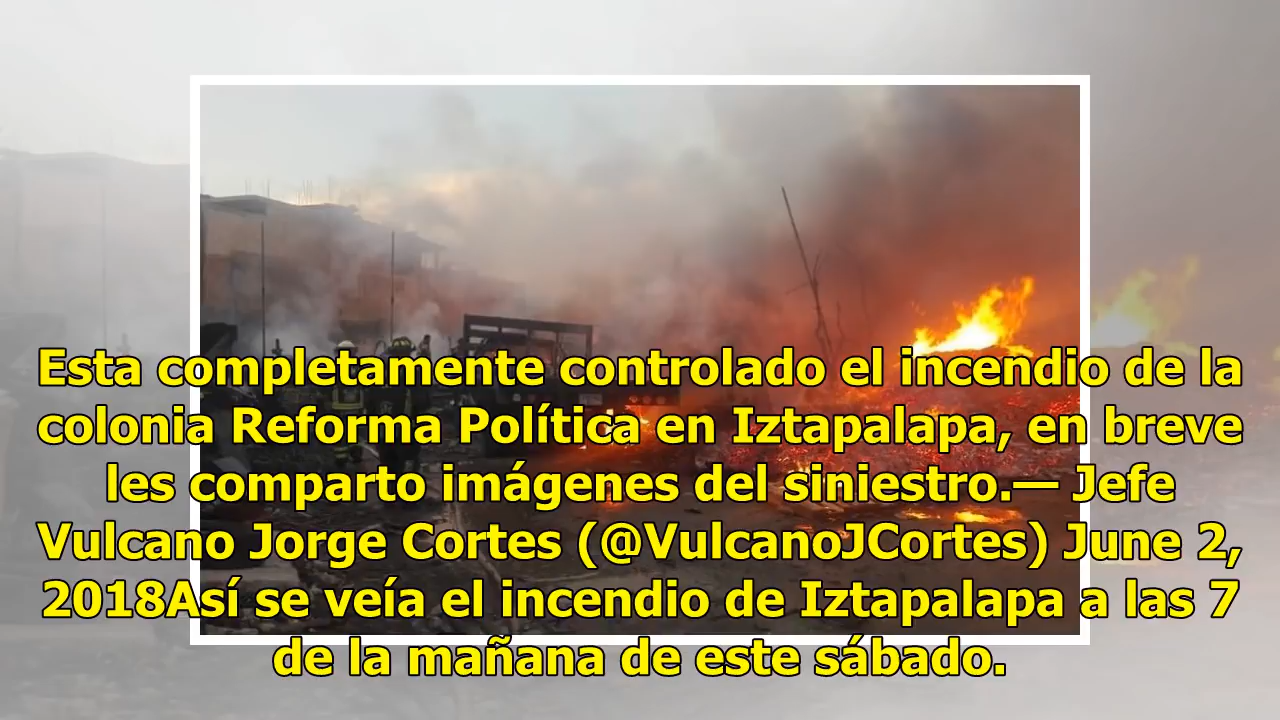 Esta completamente controlado el incendio de la
colonia Reforma Política en Iztapalapa, en breve
les comparto imágenes del siniestro.— Jefe
Vulcano Jorge Cortes (@VulcanoJCortes) June 2,
2018Así se veía el incendio de Iztapalapa a las 7
de la mañana de este sábado.